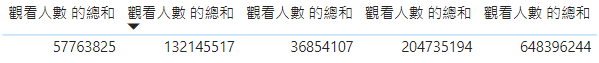 觀看人數 的總和 觀看人數 的總和 觀看人數 的總和 觀看人數 的總和 觀看人數 的總和
57763825 132145517 36854107 204735194 648396244